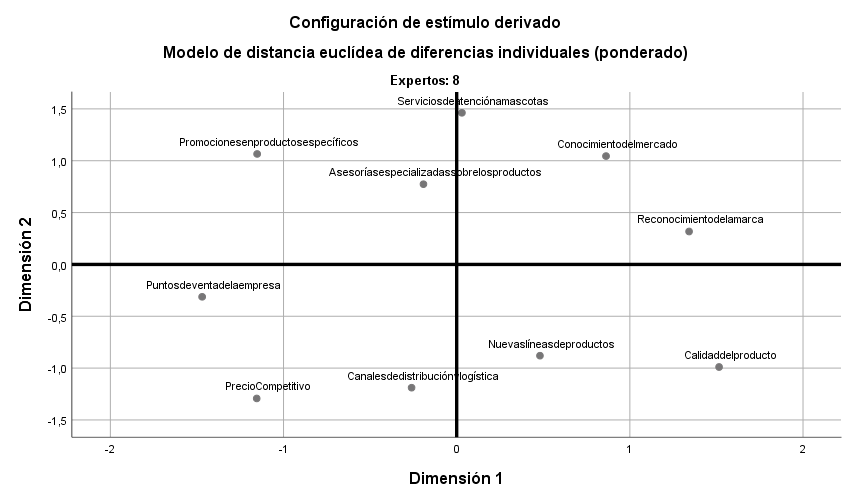 Configuración de estímulo derivado
Modelo de distancia euclídea de diferencias individuales (ponderado)
Expertos: 8
Serviciosdeatenciónamascotas
Promocionesenproductosespecíficos
Conocimientodelmercado
Asesoríasespecializadassobrelosproductos
Reconocimientodelamarca
Puntosdeventadelaempresa
Nuevaslíneasdeproductos
Calidaddelproducto
Canalesdedistribuciónylogística
PrecioCompetitivo
Dimensión 2
1,5
1,0
0,5
0,0
-0,5
-1,0
-1,5
-2
-1
0
1
2
Dimensión 1